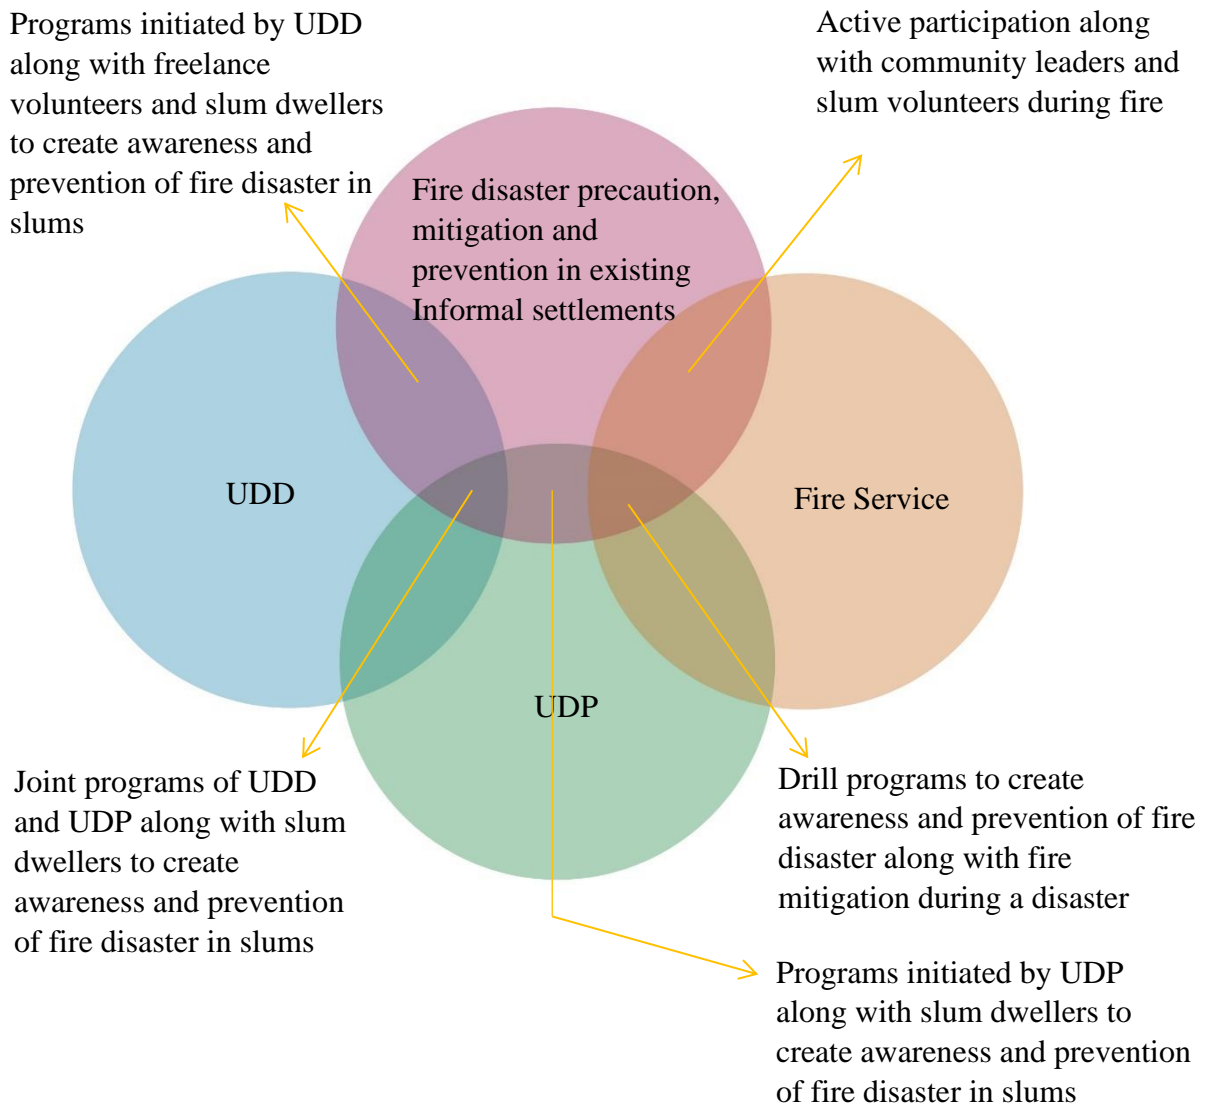 Programs initiated by UDD
along with freelance
volunteers and slum dwellers
to create awareness and
prevention of fire disaster in
slums
Active participation along
with community leaders and
slum volunteers during fire
Fire disaster precaution,
mitigation and
prevention in existing
Informal settlements
UDD
Fire Service
UDP
Joint programs of UDD
and UDP along with slum
dwellers to create
awareness and prevention
of fire disaster in slums
Drill programs to create
awareness and prevention of fire
disaster along with fire
mitigation during a disaster
Programs initiated by UDP
along with slum dwellers to
create awareness and prevention
of fire disaster in slums